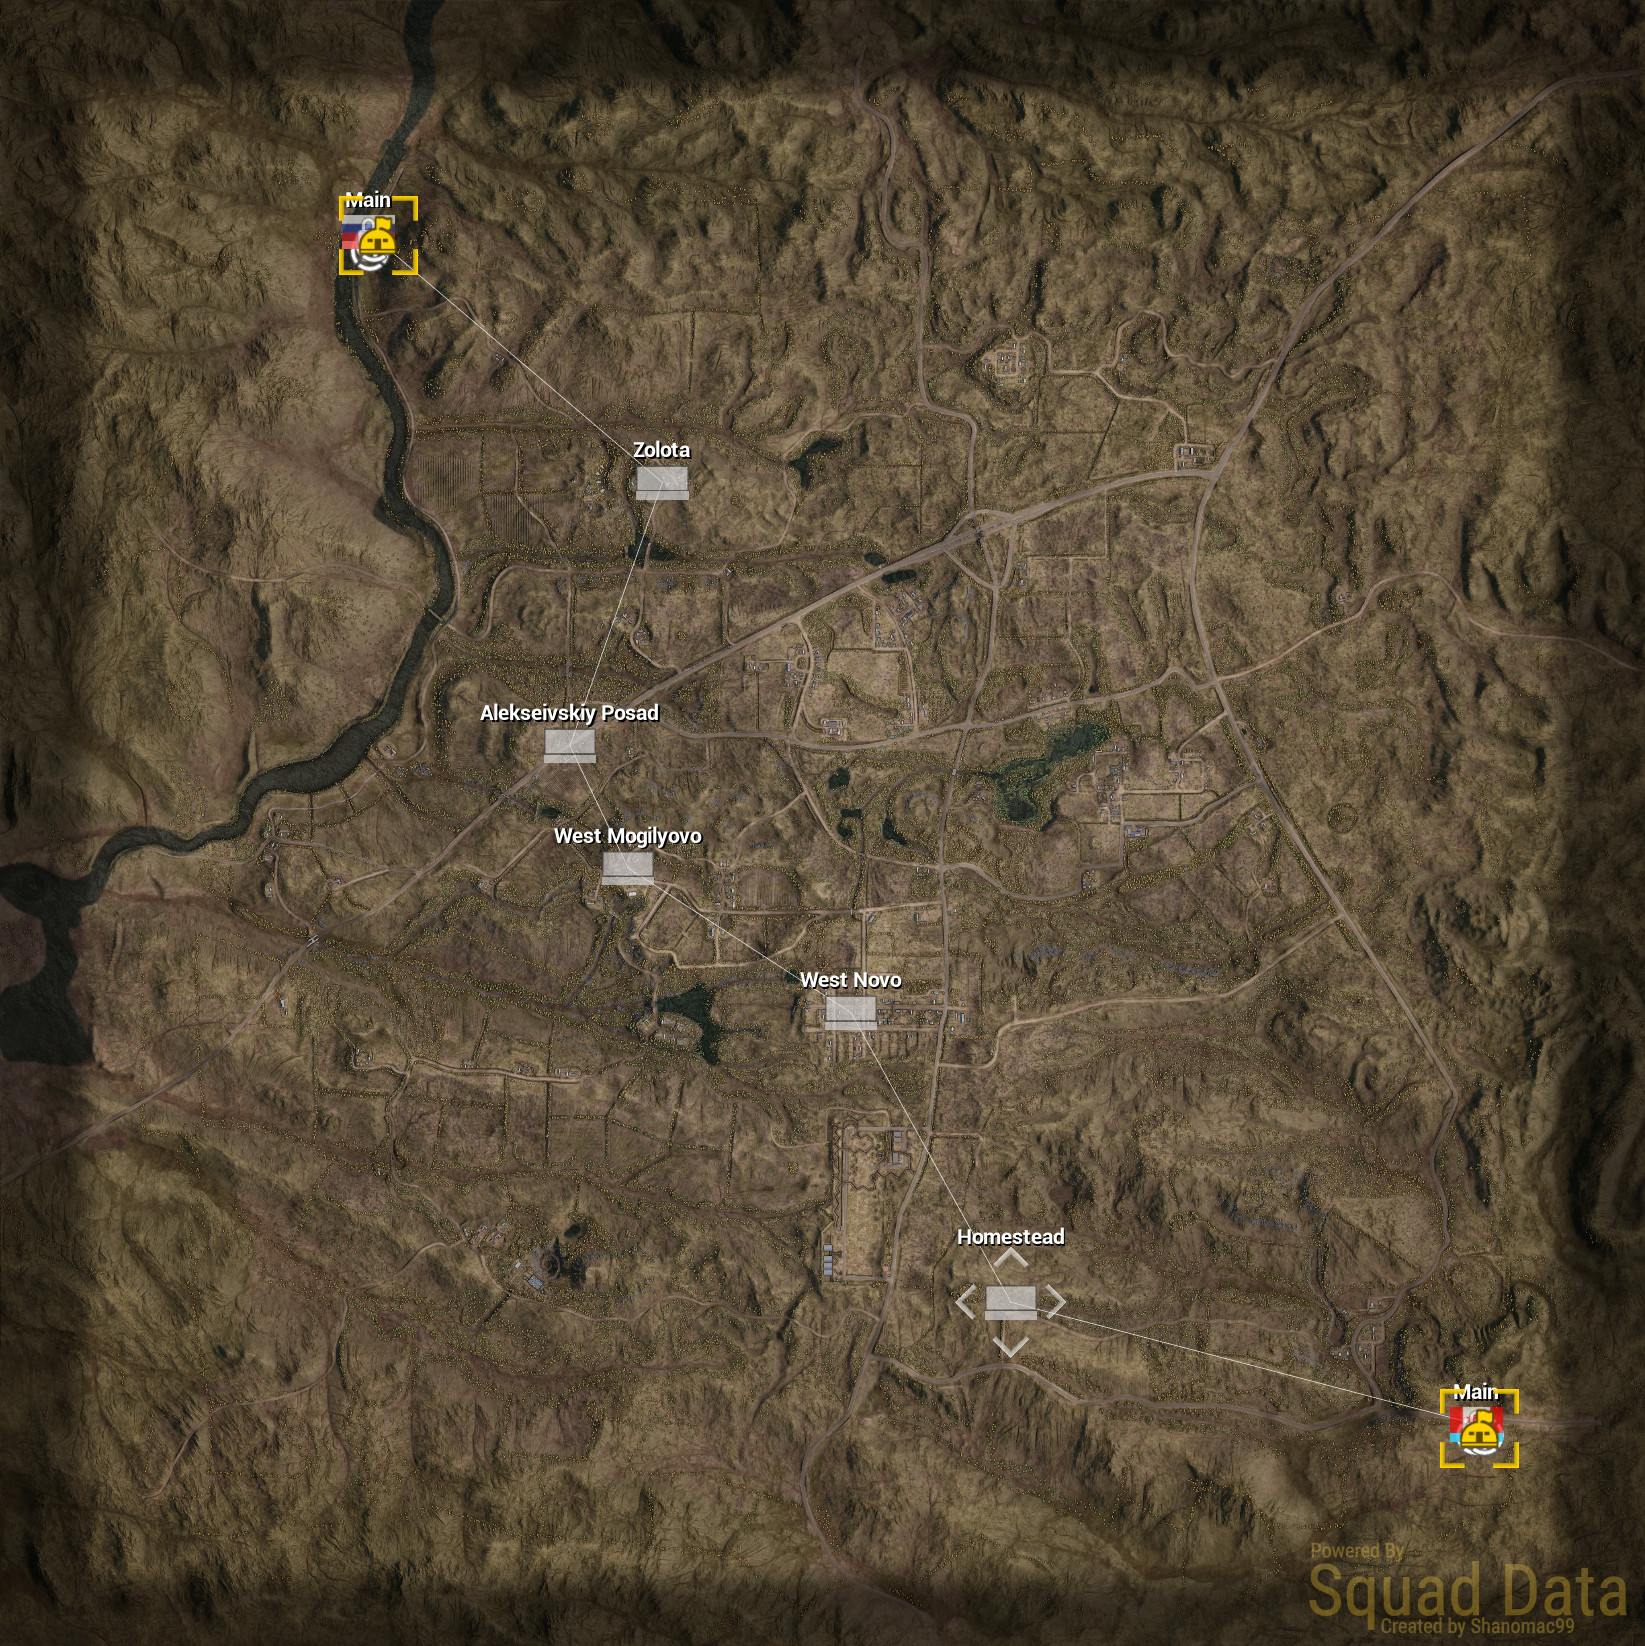 Main
Zolota
Alekseivskiy Posad
West Mogilyovo
West Novo
Homestead
Main
Powered By
Squad Data
Created by Shanomac99